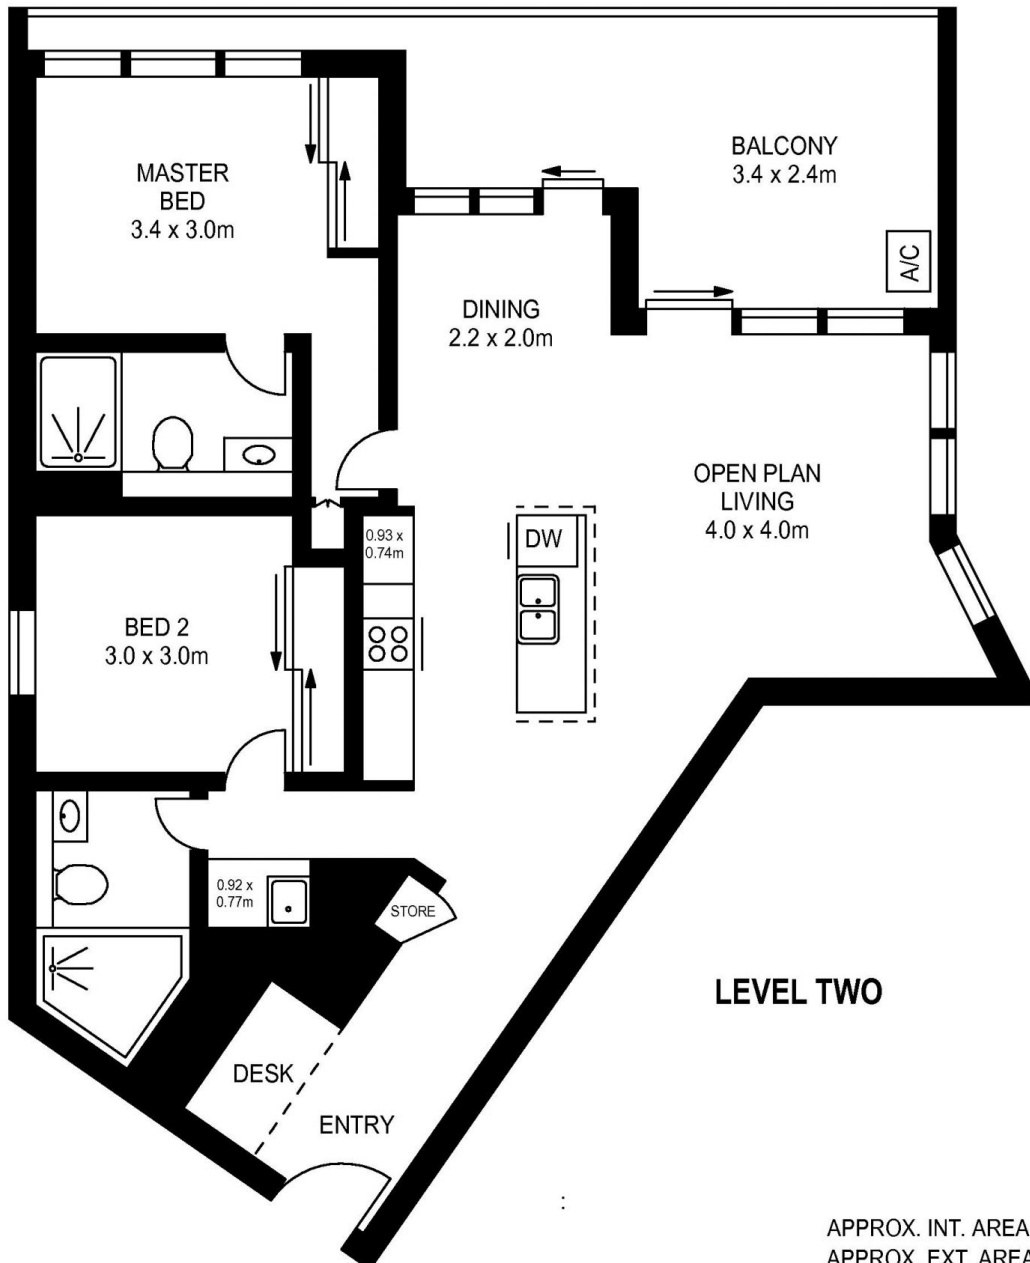 BALCONY
3.4 x 2.4m
MASTER
BED
3.4 x 3.0m
A/C
DINING
2.2 x 2.0m
OPEN PLAN
LIVING
4.0 x 4.0m
0.93 x
0.74m
DW
BED 2
3.0 x 3.0m
0.92 x
0.77m
STORE
LEVEL TWO
DESK
ENTRY
:
APPROX. INT. AREA
APPROX. EXT. AREA